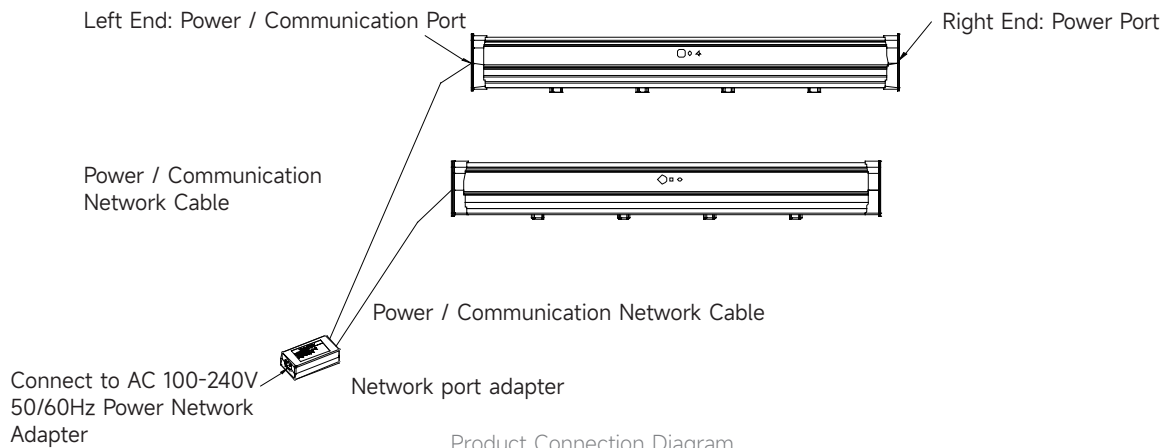 Left End: Power / Communication Port
Right End: Power Port
Power / Communication
Network Cable
Power / Communication Network Cable
Connect to AC 100-240V
50/60Hz Power Network
Adapter
Network port adapter
Product Connection Diagram